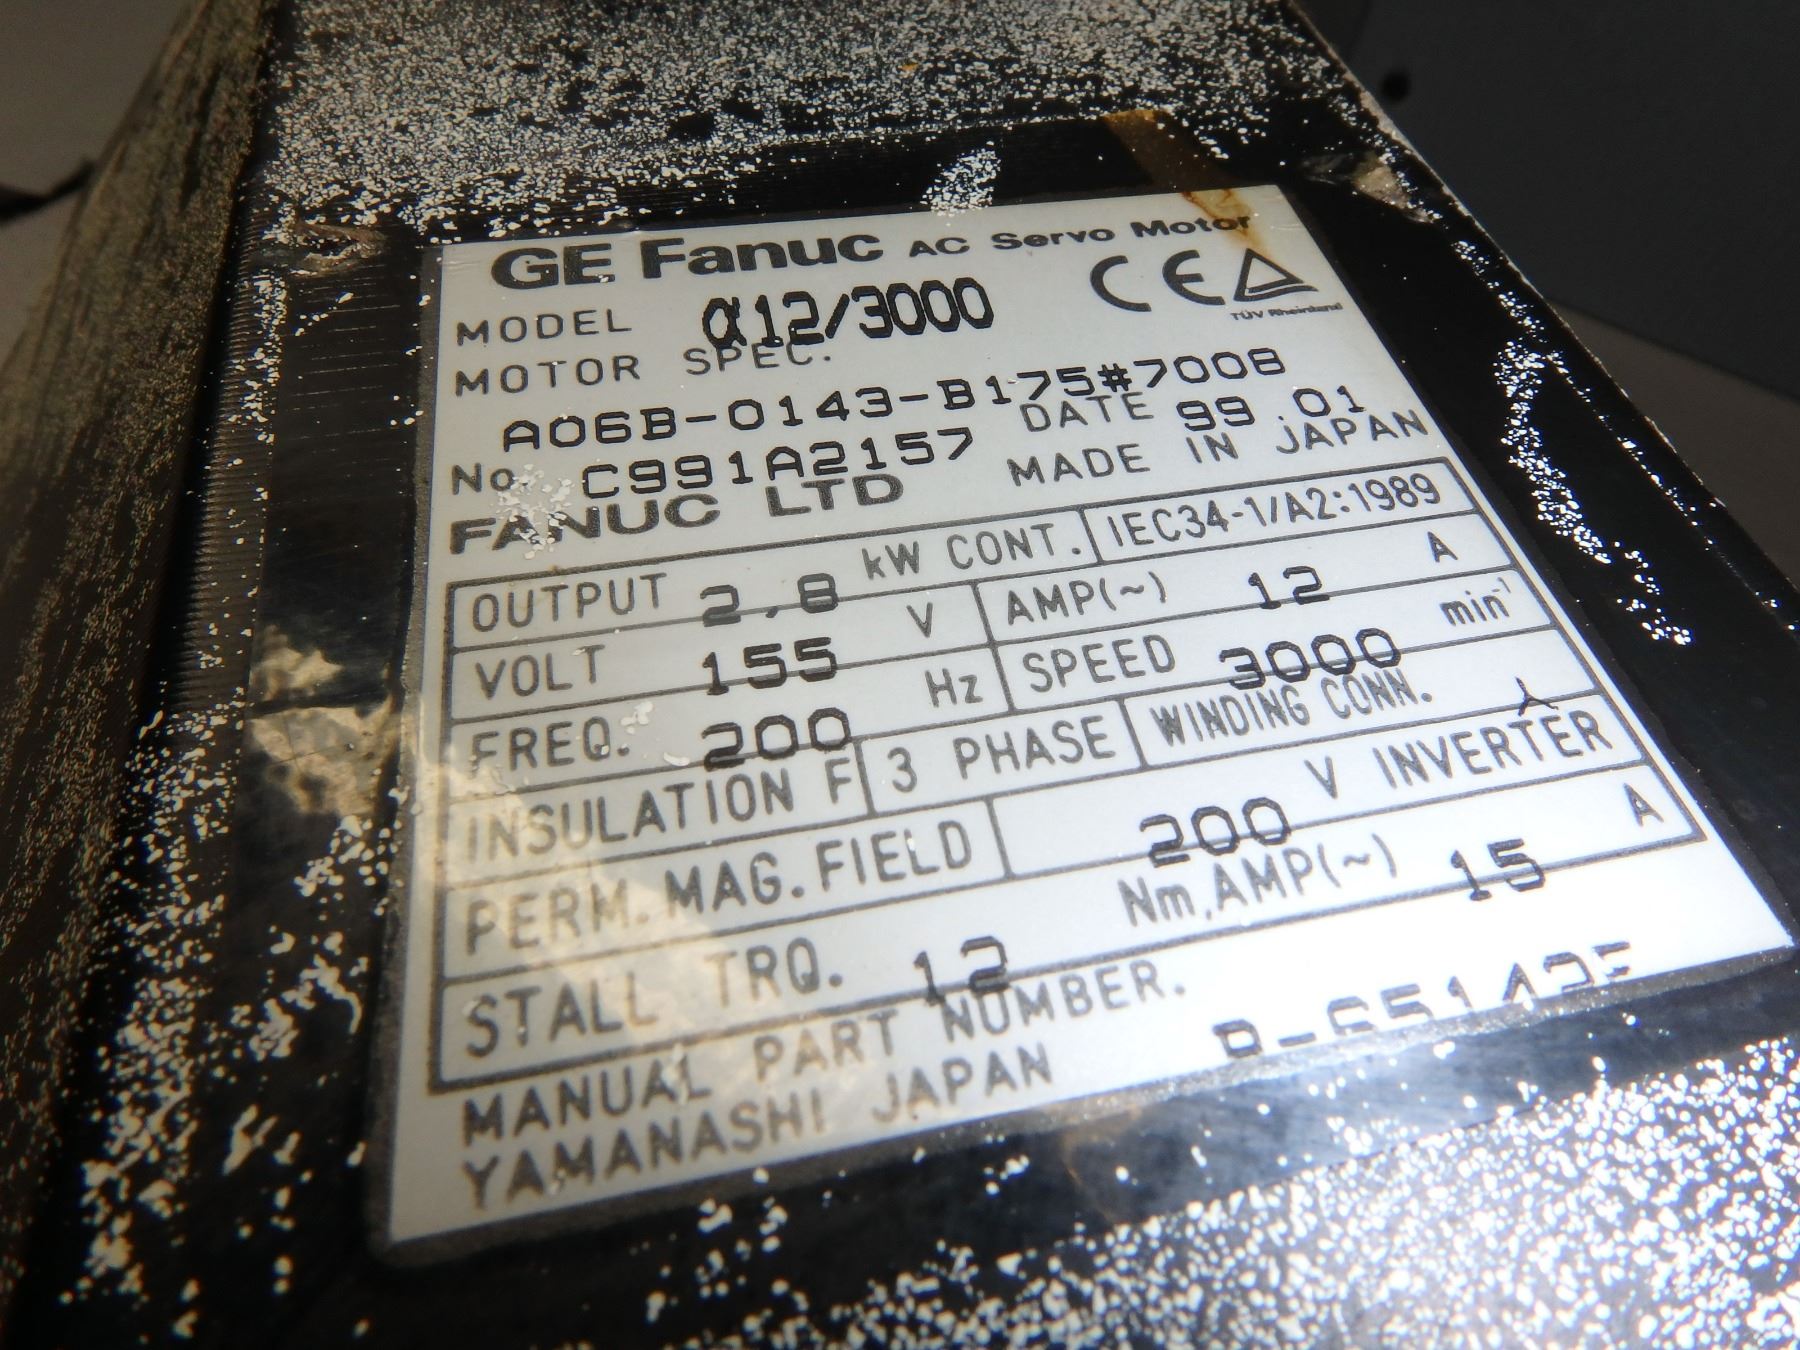 GE Fanuc AC Servo Motor
MODEL α12/3000 CE
TÜV Rheinland
MOTOR SPEC.
A06B-0143-B175#7008
DATE 99.01
No. C991A2157
MADE IN JAPAN
FANUC LTD
OUTPUT 2,8 kW CONT. IEC34-1/A2:1989
VOLT 155 V AMP(~) 12 A
FREQ. 200 Hz SPEED 3000 min⁻¹
INSULATION F 3 PHASE WINDING CONN.
PERM. MAG. FIELD 200 V INVERTER
STALL TRQ. 12 Nm, AMP(~) 15 A
MANUAL PART NUMBER.
YAMANASHI JAPAN